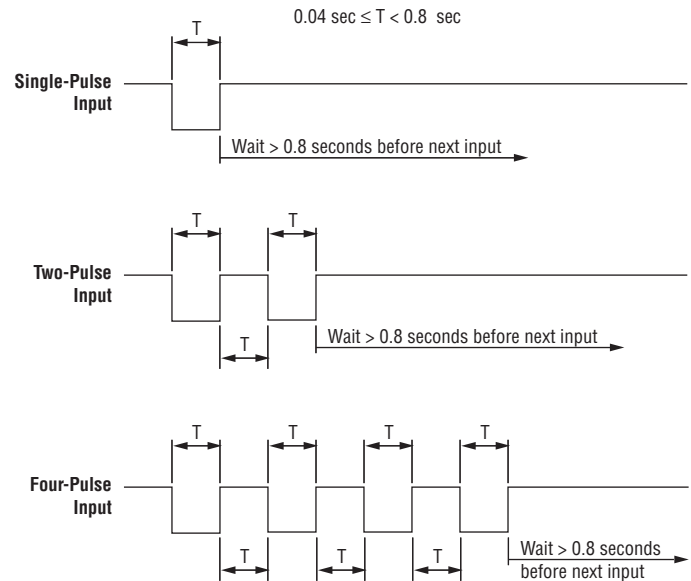 0.04 sec ≤ T < 0.8 sec
T
Single-Pulse
Input
Wait > 0.8 seconds before next input
T T
Two-Pulse
Input
Wait > 0.8 seconds before next input
T
T T T T
Four-Pulse
Input
T T T
Wait > 0.8 seconds
before next input